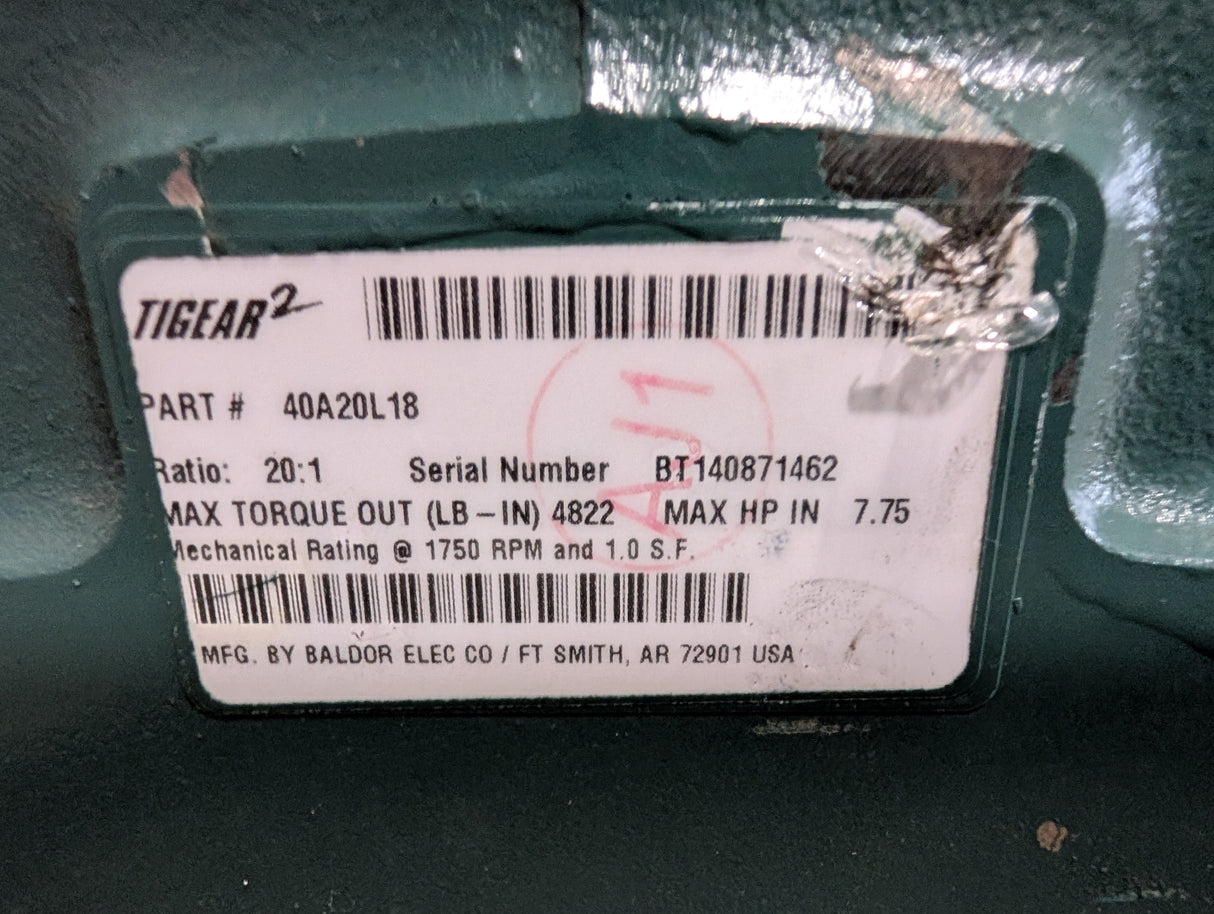 TIGEAR2
PART # 40A20L18
Ratio: 20:1 Serial Number BT140871462
MAX TORQUE OUT (LB-IN) 4822 MAX HP IN 7.75
Mechanical Rating @ 1750 RPM and 1.0 S.F.
MFG. BY BALDOR ELEC CO / FT SMITH, AR 72901 USA
AJ1